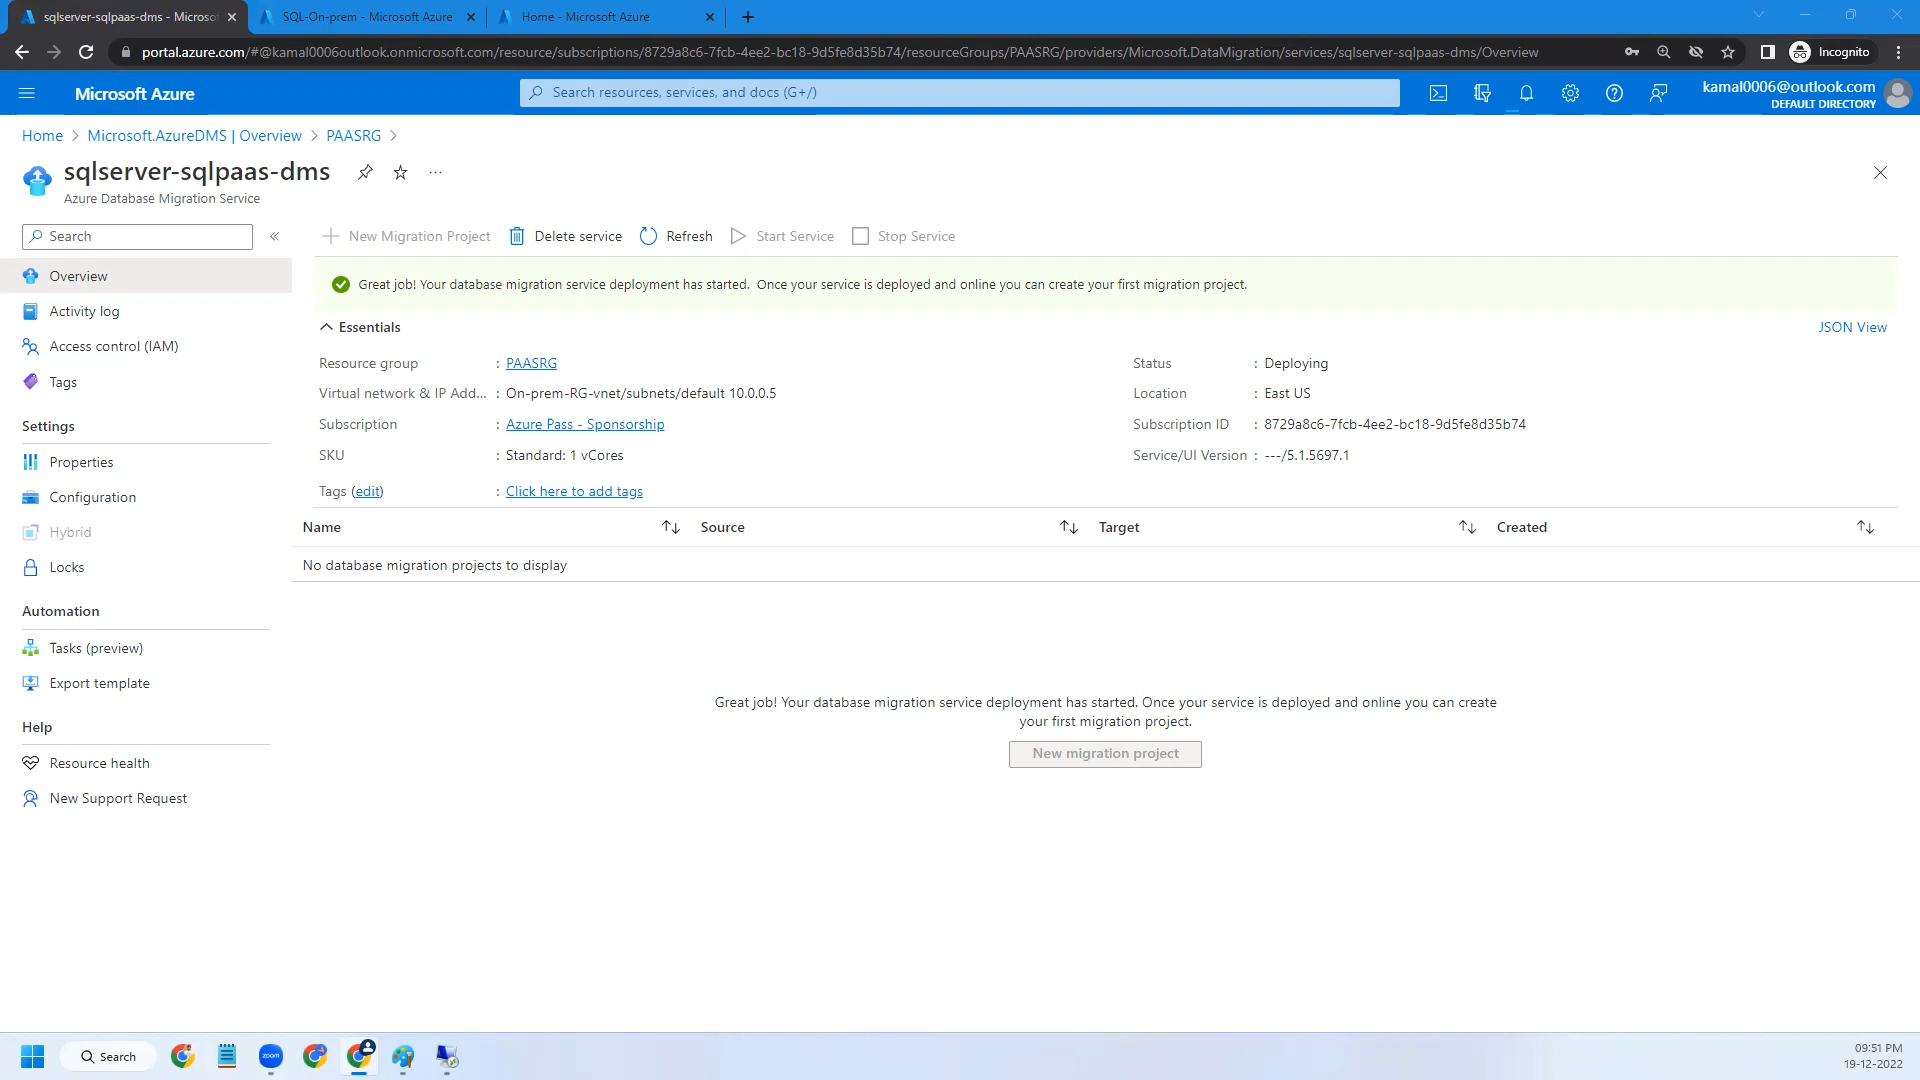 sqlserver-sqlpaas-dms - Microso
SQL-On-prem - Microsoft Azure
Home - Microsoft Azure
portal.azure.com/#@kamal0006outlook.onmicrosoft.com/resource/subscriptions/8729a8c6-7fcb-4ee2-bc18-9d5fe8d35b74/resourceGroups/PAASRG/providers/Microsoft.DataMigration/services/sqlserver-sqlpaas-dms/Overview
Incognito
Microsoft Azure
Search resources, services, and docs (G+/)
kamal0006@outlook.com
DEFAULT DIRECTORY
Home > Microsoft.AzureDMS | Overview > PAASRG >
sqlserver-sqlpaas-dms
Azure Database Migration Service
Search
Overview
Activity log
Access control (IAM)
Tags
Settings
Properties
Configuration
Hybrid
Locks
Automation
Tasks (preview)
Export template
Help
Resource health
New Support Request
New Migration Project
Delete service
Refresh
Start Service
Stop Service
Great job! Your database migration service deployment has started. Once your service is deployed and online you can create your first migration project.
Essentials
JSON View
Resource group : PAASRG
Virtual network & IP Add... : On-prem-RG-vnet/subnets/default 10.0.0.5
Subscription : Azure Pass - Sponsorship
SKU : Standard: 1 vCores
Tags (edit) : Click here to add tags
Status : Deploying
Location : East US
Subscription ID : 8729a8c6-7fcb-4ee2-bc18-9d5fe8d35b74
Service/UI Version : ---/5.1.5697.1
Name Source Target Created
No database migration projects to display
Great job! Your database migration service deployment has started. Once your service is deployed and online you can create
your first migration project.
New migration project
Search
zoom
09:51 PM
19-12-2022